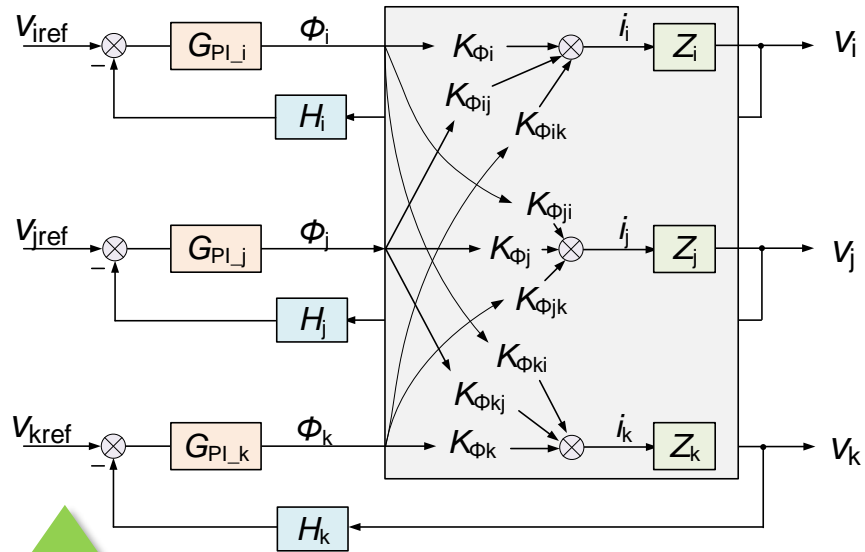 Viref
−
GPI_i
ϕi
KΦi
ii
Zi
Vi
Hi
KΦij
KΦik
KΦji
Vjref
−
GPI_j
ϕj
KΦj
ij
Zj
Vj
Hj
KΦjk
KΦki
KΦkj
Vkref
−
GPI_k
ϕk
KΦk
ik
Zk
Vk
Hk